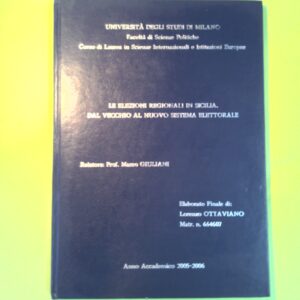 UNIVERSITÀ DEGLI STUDI DI MILANO
Facoltà di Scienze Politiche
Corso di Laurea in Scienze Internazionali e Istituzioni Europee
LE ELEZIONI REGIONALI IN SICILIA.
DAL VECCHIO AL NUOVO SISTEMA ELETTORALE
Relatore: Prof. Marco GIULIANI
Elaborato Finale di:
Lorenzo OTTAVIANO
Matr. n. 664607
Anno Accademico 2005-2006